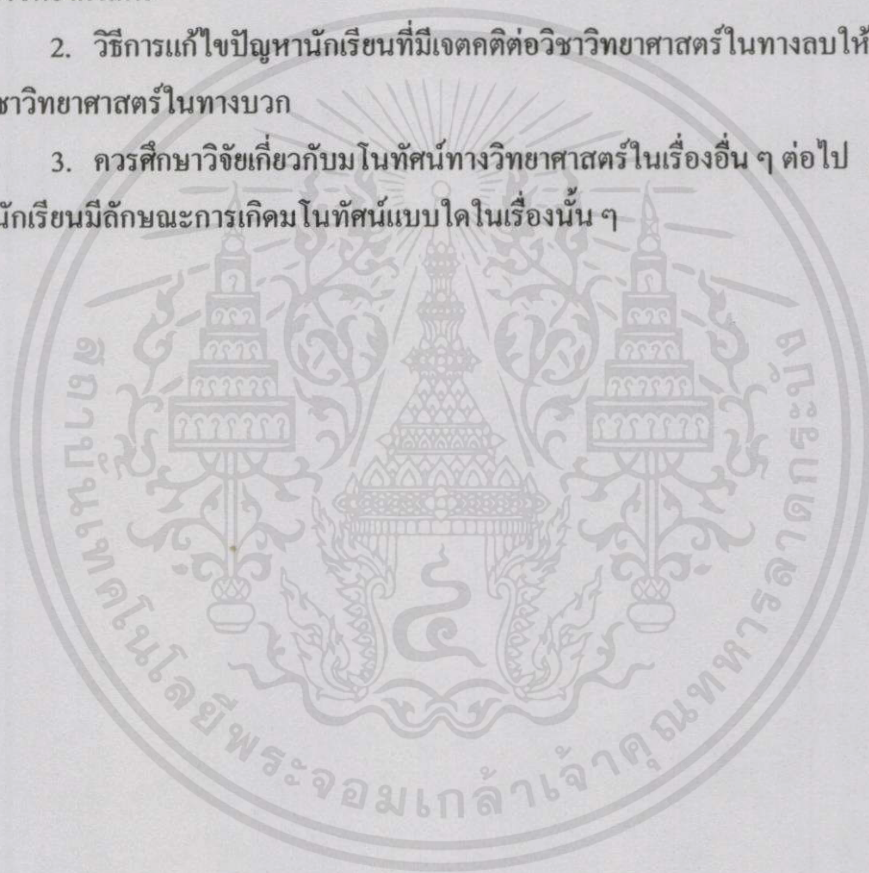 2. วิธีการแก้ไขปัญหานักเรียนที่มีเจตคติต่อวิชาวิทยาศาสตร์ในทางลบให้
ชาวิทยาศาสตร์ในทางบวก
3. ควรศึกษาวิจัยเกี่ยวกับมโนทัศน์ทางวิทยาศาสตร์ในเรื่องอื่น ๆ ต่อไป
นักเรียนมีลักษณะการเกิดมโนทัศน์แบบใดในเรื่องนั้น ๆ
สถาบันเทคโนโลยีพระจอมเกล้าเจ้าคุณทหารลาดกระบัง
๔